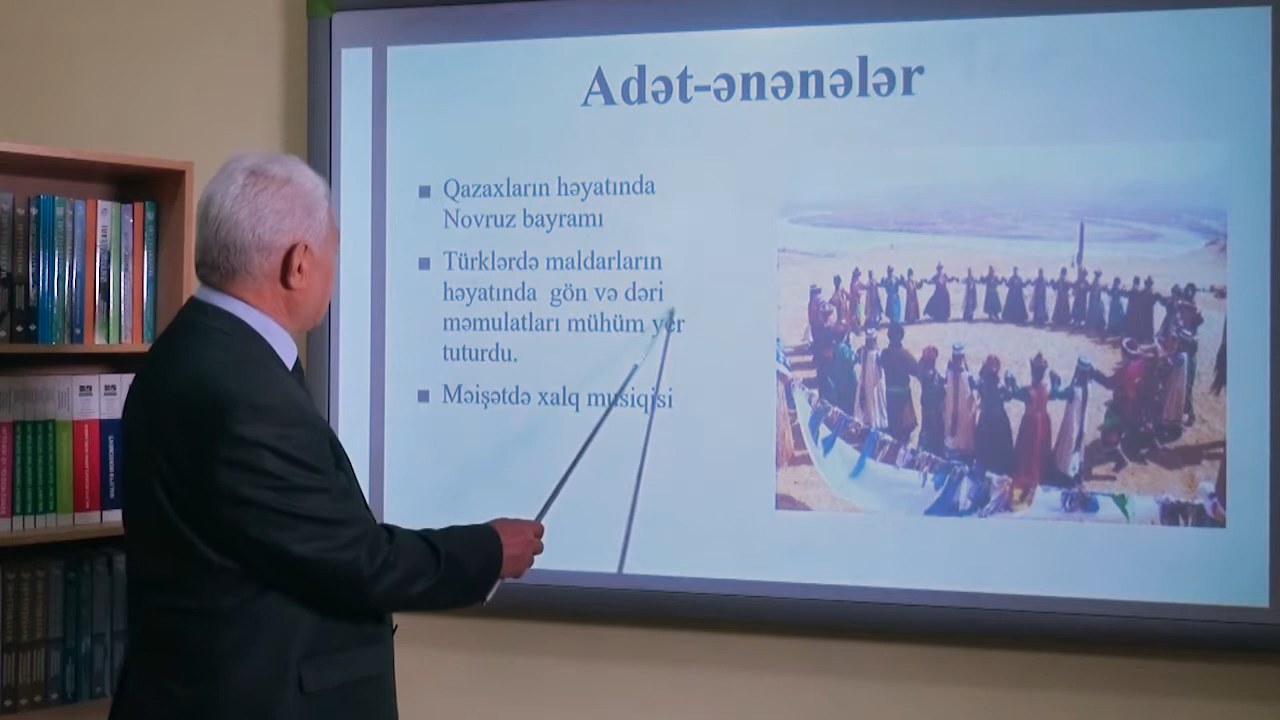 Adət-ənənələr
Qazaxların həyatında
Novruz bayramı
Türklərdə maldarların
həyatında gön və dəri
məmulatları mühüm yer
tuturdu.
Məişətdə xalq musiqisi